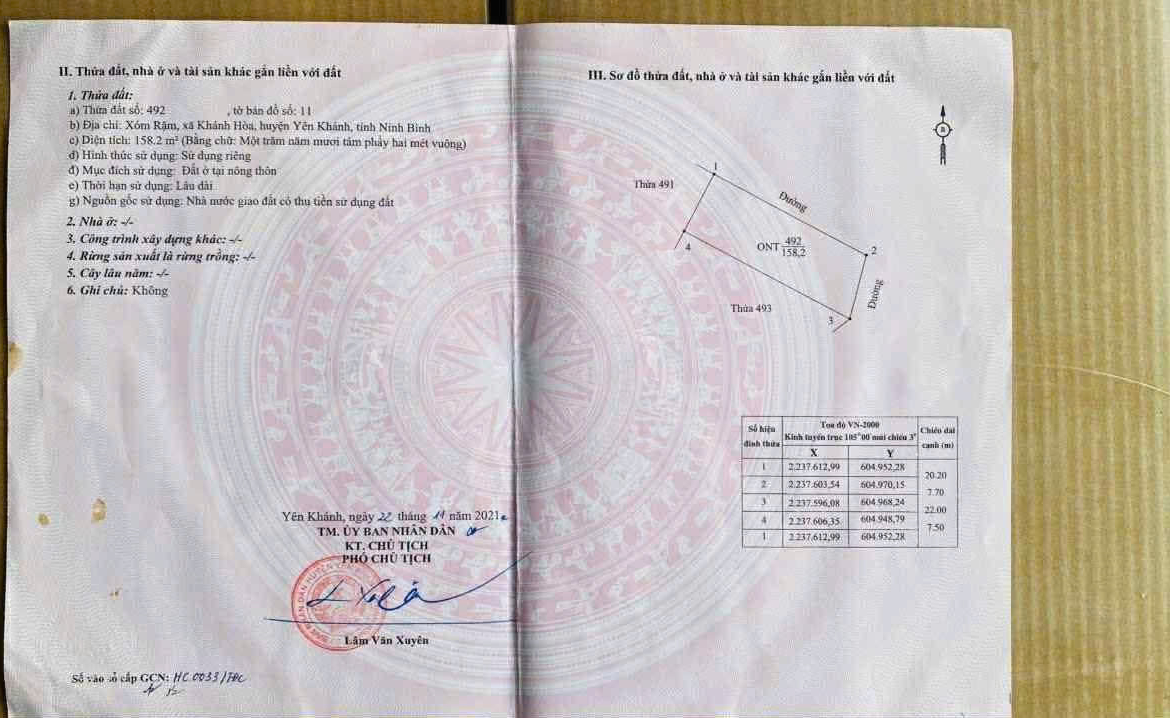 II. Thửa đất, nhà ở và tài sản khác gắn liền với đất
1. Thửa đất:
a) Thửa đất số: 492 , tờ bản đồ số: 11
b) Địa chỉ: Xóm Rậm, xã Khánh Hòa, huyện Yên Khánh, tỉnh Ninh Bình
c) Diện tích: 158.2 m² (Bằng chữ: Một trăm năm mươi tám phẩy hai mét vuông)
d) Hình thức sử dụng: Sử dụng riêng
đ) Mục đích sử dụng: Đất ở tại nông thôn
e) Thời hạn sử dụng: Lâu dài
g) Nguồn gốc sử dụng: Nhà nước giao đất có thu tiền sử dụng đất
2. Nhà ở: -/-
3. Công trình xây dựng khác: -/-
4. Rừng sản xuất là rừng trồng: -/-
5. Cây lâu năm: -/-
6. Ghi chú: Không
Yên Khánh, ngày 22 tháng 11 năm 2021
TM. ỦY BAN NHÂN DÂN
KT. CHỦ TỊCH
PHÓ CHỦ TỊCH
Lâm Văn Xuyên
Số vào sổ cấp GCN: HC 0033/
III. Sơ đồ thửa đất, nhà ở và tài sản khác gắn liền với đất
B
1
Thửa 491
Đường
ONT 492
158,2
2
4
Đường
Thửa 493
3
Số hiệu đỉnh thửa Toạ độ VN-2000 Chiều dài cạnh (m)
Kinh tuyến trục 105°00' múi chiếu 3°
X Y
1 2.237.612,99 604.952,28
20.20
2 2.237.603,54 604.970,15
7.70
3 2.237.596,08 604.968,24
22.00
4 2.237.606,35 604.948,79
7.50
1 2.237.612,99 604.952,28